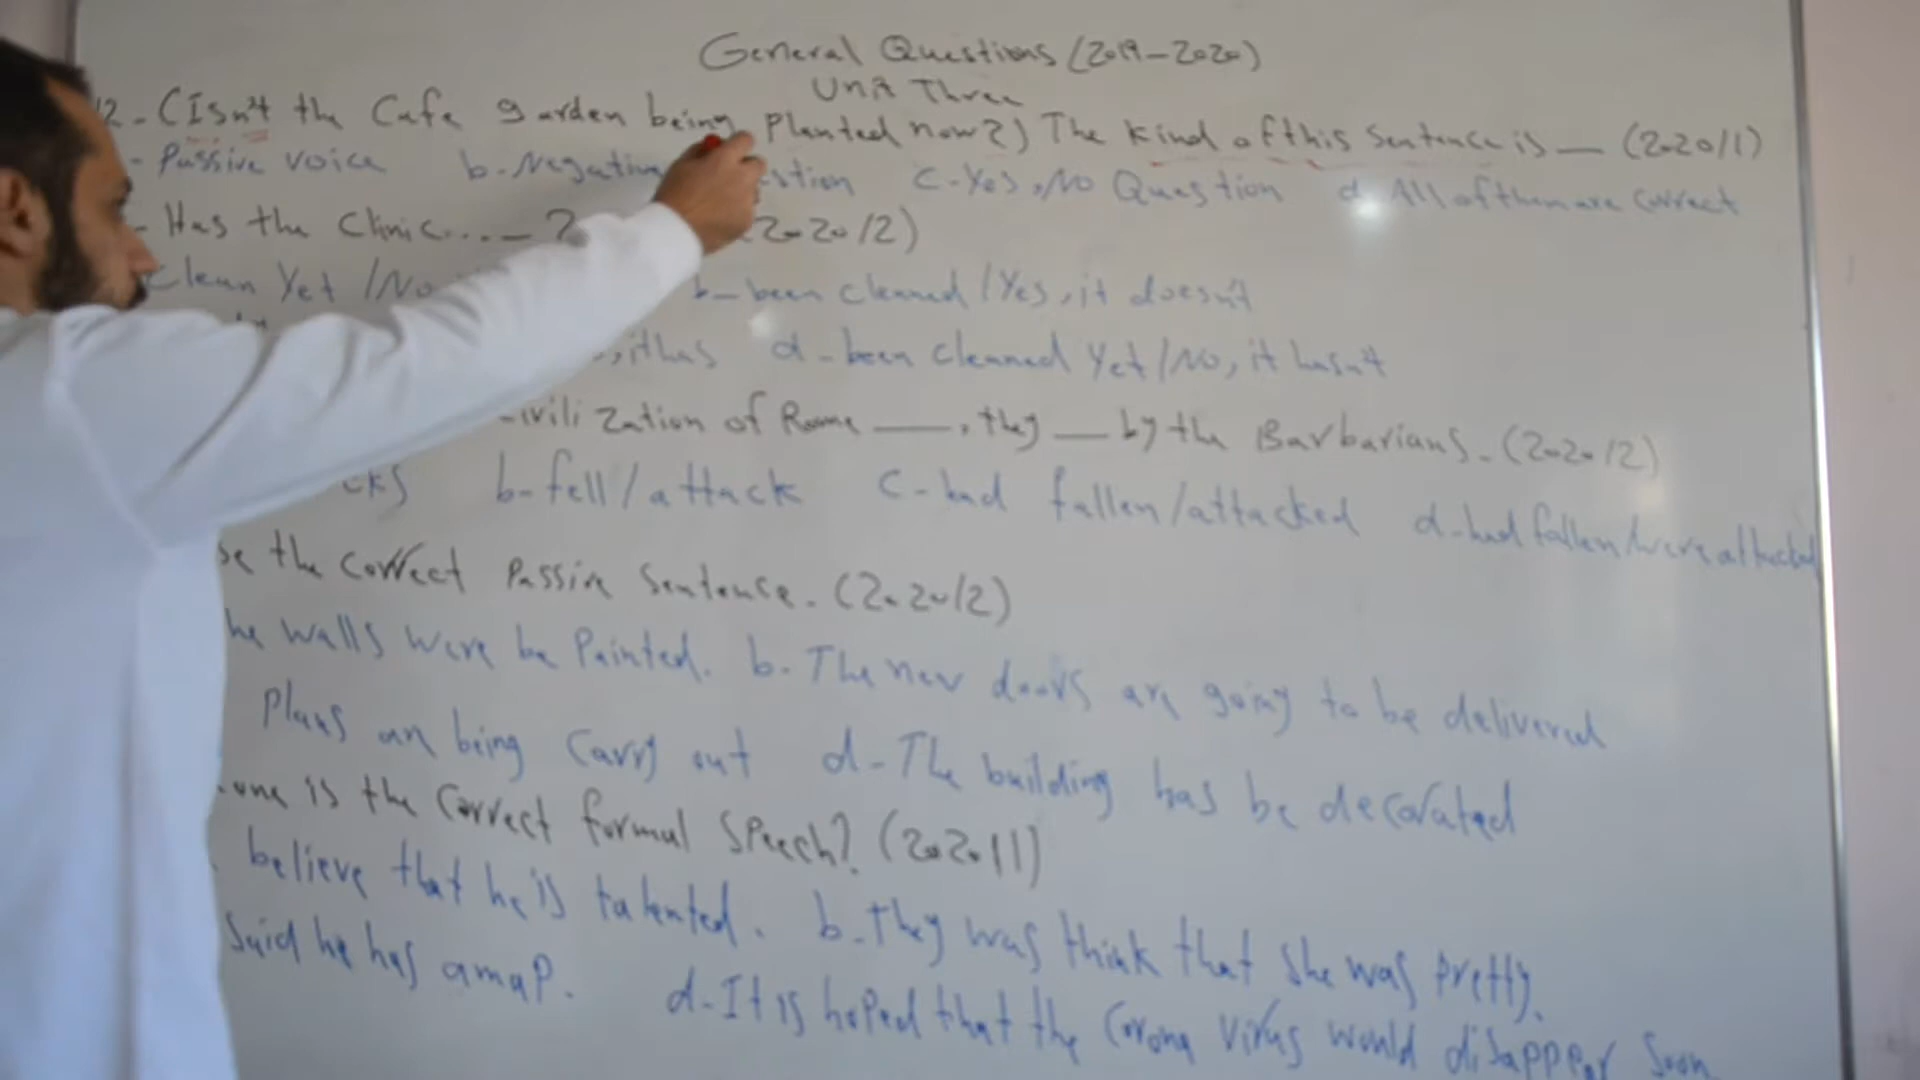 General Questions (2019-2020)
Unit Three
12- (Isn't the Cafe garden being Planted now?) The Kind of this Sentence is __ (2020/1)
- Passive voice b. Negative C-Yes, No Question d All of them are correct
- Has the Clinic...._ ? 2020/2)
Clean Yet / No b- been cleaned / Yes, it doesn't
, it has d- been cleaned Yet / No, it hasn't
of Rome ___, they __ by the Barbarians. (2020/2)
b- fell / attack C- had fallen / attacked d- had fallen / were attacked
the correct Passive Sentence. (2020/2)
walls were be Painted. b. The new doors are going to be delivered
Plans are being Carry out d- The building has be decorated
one is the Correct formal Speech? (2020/1)
believe that he is talented. b. They was think that she was pretty.
Said he has a map. d- It is hoped that the Corona virus would disappear Soon